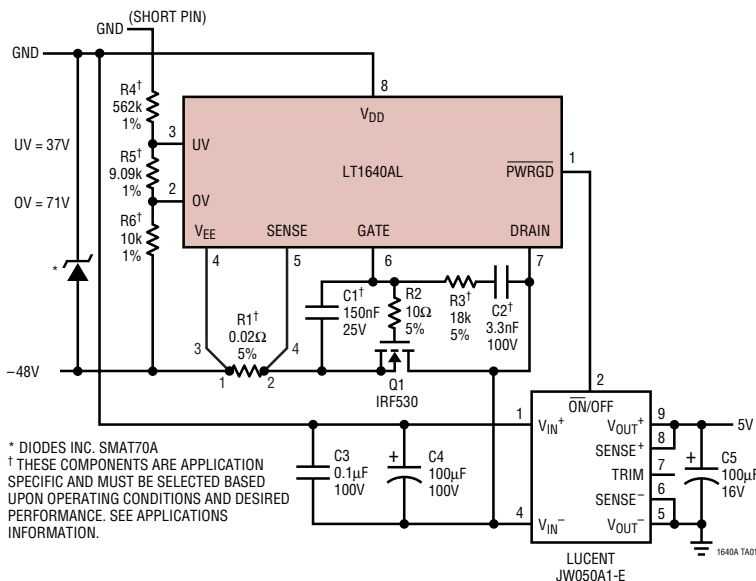 (SHORT PIN)
GND
GND
8
R4†
562k
1%
VDD
3
UV
UV = 37V
R5†
9.09k
1%
LT1640AL
PWRGD
1
2
OV
OV = 71V
R6†
10k
1%
VEE
SENSE
GATE
DRAIN
4
5
6
7
*
C1†
150nF
25V
R2
10Ω
5%
R3†
18k
5%
C2†
3.3nF
100V
R1†
0.02Ω
5%
3
4
–48V
1
2
Q1
IRF530
2
ON/OFF
1
VIN+
VOUT+
9
5V
SENSE+
8
TRIM
7
SENSE–
6
4
VIN–
VOUT–
5
C3
0.1µF
100V
+
C4
100µF
100V
+
C5
100µF
16V
* DIODES INC. SMAT70A
† THESE COMPONENTS ARE APPLICATION
SPECIFIC AND MUST BE SELECTED BASED
UPON OPERATING CONDITIONS AND DESIRED
PERFORMANCE. SEE APPLICATIONS
INFORMATION.
LUCENT
JW050A1-E
1640A TA01